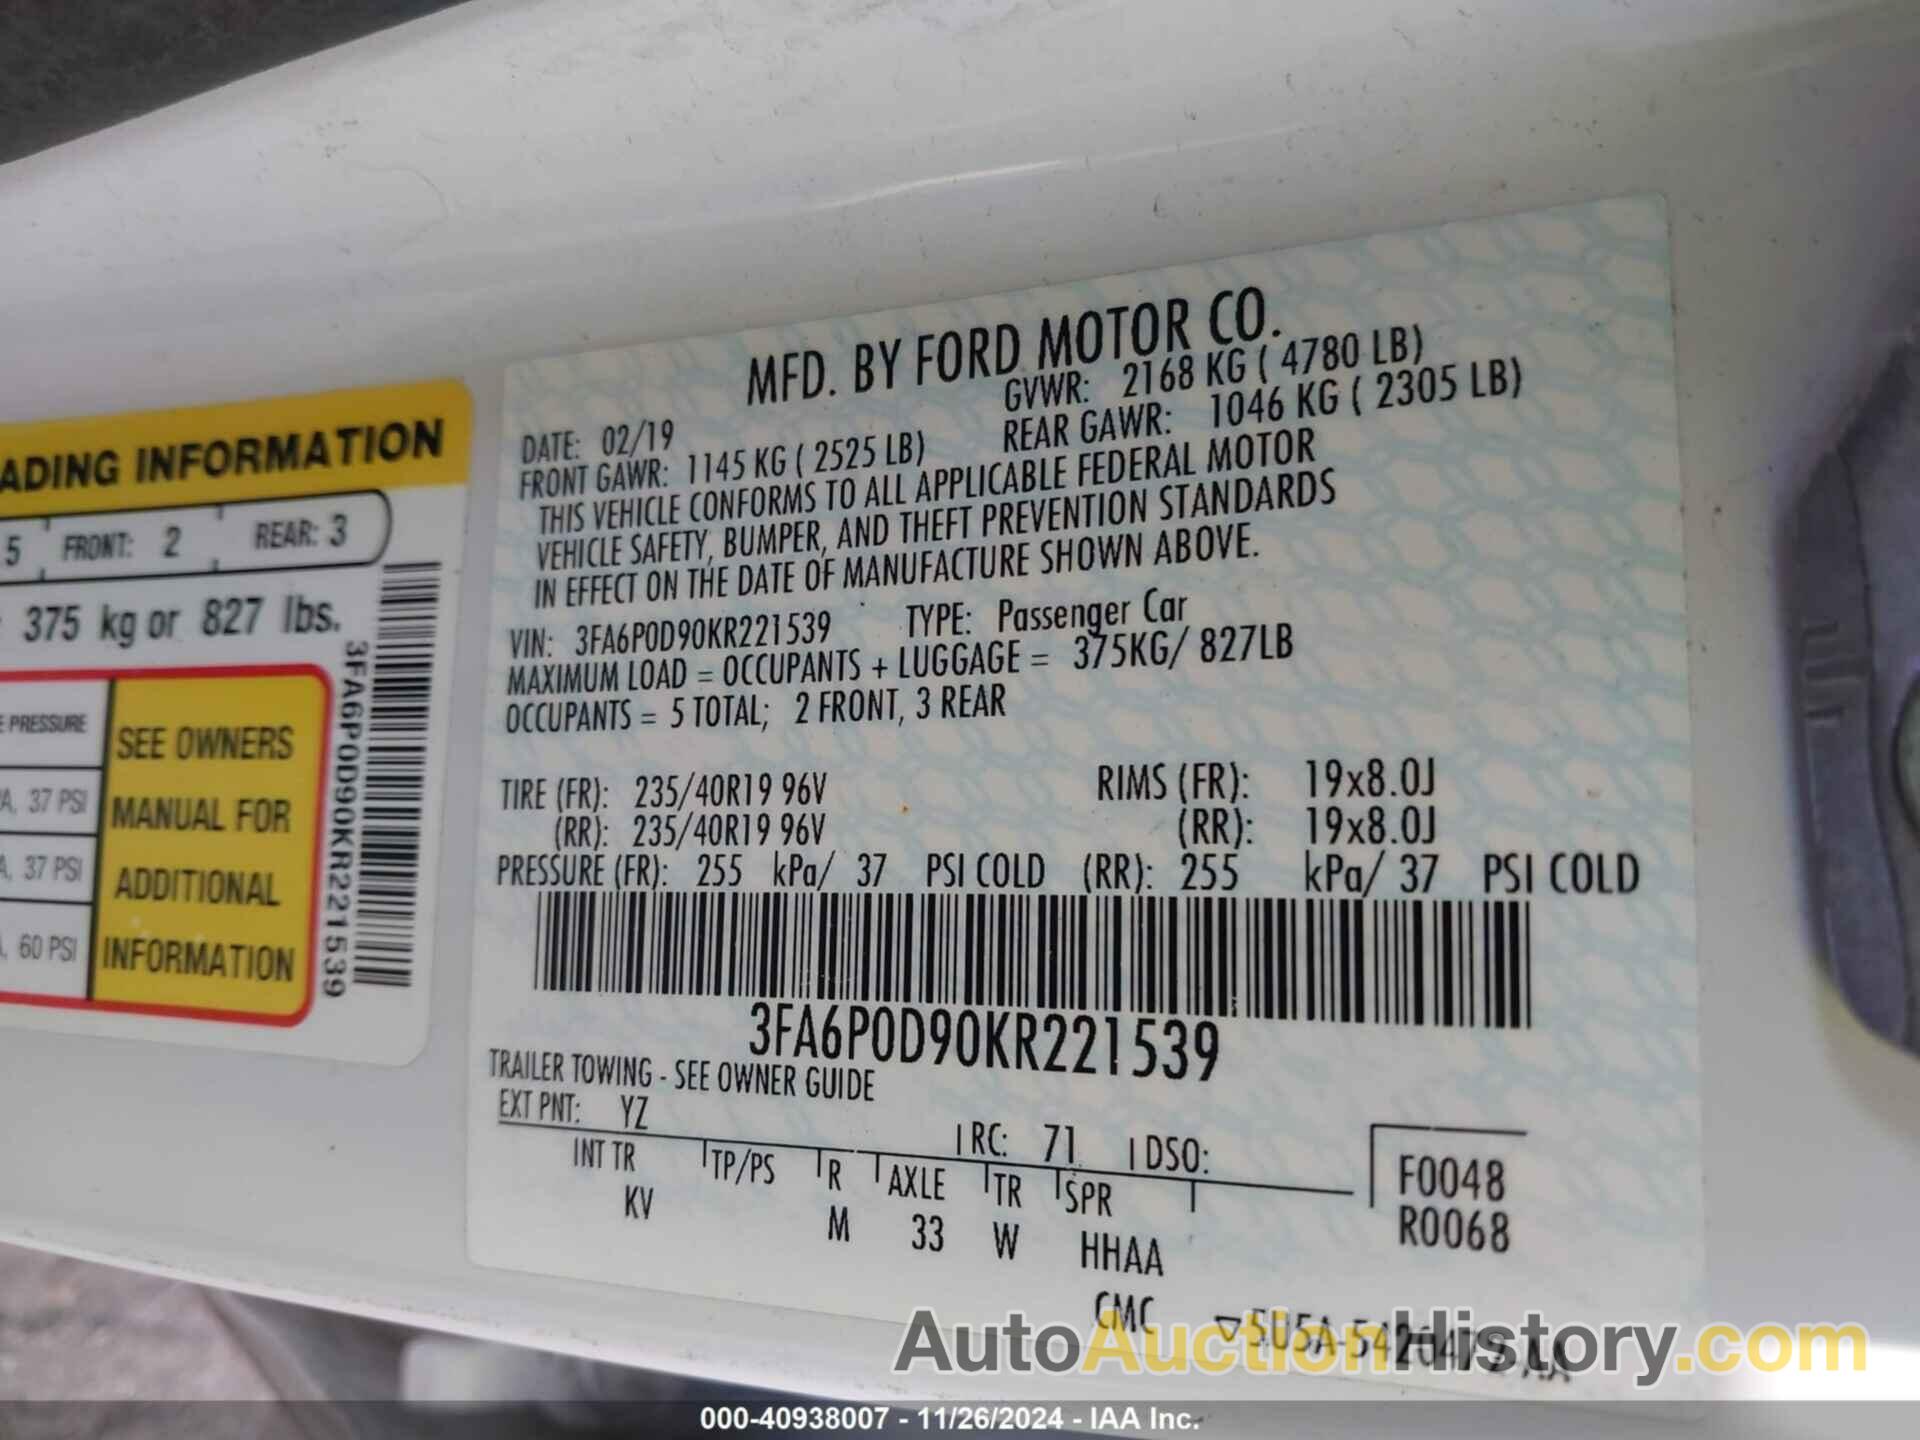 ADING INFORMATION
5 FRONT: 2 REAR: 3
375 kg or 827 lbs.
E PRESSURE
A, 37 PSI
A, 37 PSI
60 PSI
SEE OWNERS
MANUAL FOR
ADDITIONAL
INFORMATION
3FA6P0D90KR221539
MFD. BY FORD MOTOR CO.
DATE: 02/19 GVWR: 2168 KG ( 4780 LB)
FRONT GAWR: 1145 KG ( 2525 LB) REAR GAWR: 1046 KG ( 2305 LB)
THIS VEHICLE CONFORMS TO ALL APPLICABLE FEDERAL MOTOR
VEHICLE SAFETY, BUMPER, AND THEFT PREVENTION STANDARDS
IN EFFECT ON THE DATE OF MANUFACTURE SHOWN ABOVE.
VIN: 3FA6P0D90KR221539 TYPE: Passenger Car
MAXIMUM LOAD = OCCUPANTS + LUGGAGE = 375KG/ 827LB
OCCUPANTS = 5 TOTAL; 2 FRONT, 3 REAR
TIRE (FR): 235/40R19 96V RIMS (FR): 19x8.0J
(RR): 235/40R19 96V (RR): 19x8.0J
PRESSURE (FR): 255 kPa/ 37 PSI COLD (RR): 255 kPa/ 37 PSI COLD
3FA6P0D90KR221539
TRAILER TOWING - SEE OWNER GUIDE
EXT PNT: YZ RC: 71 DSO:
INT TR TP/PS R AXLE TR SPR
KV M 33 W HHAA
F0048
R0068
CMC
5U5A-5420472-AA
AutoAuctionHistory.com
000-40938007 - 11/26/2024 - IAA Inc.